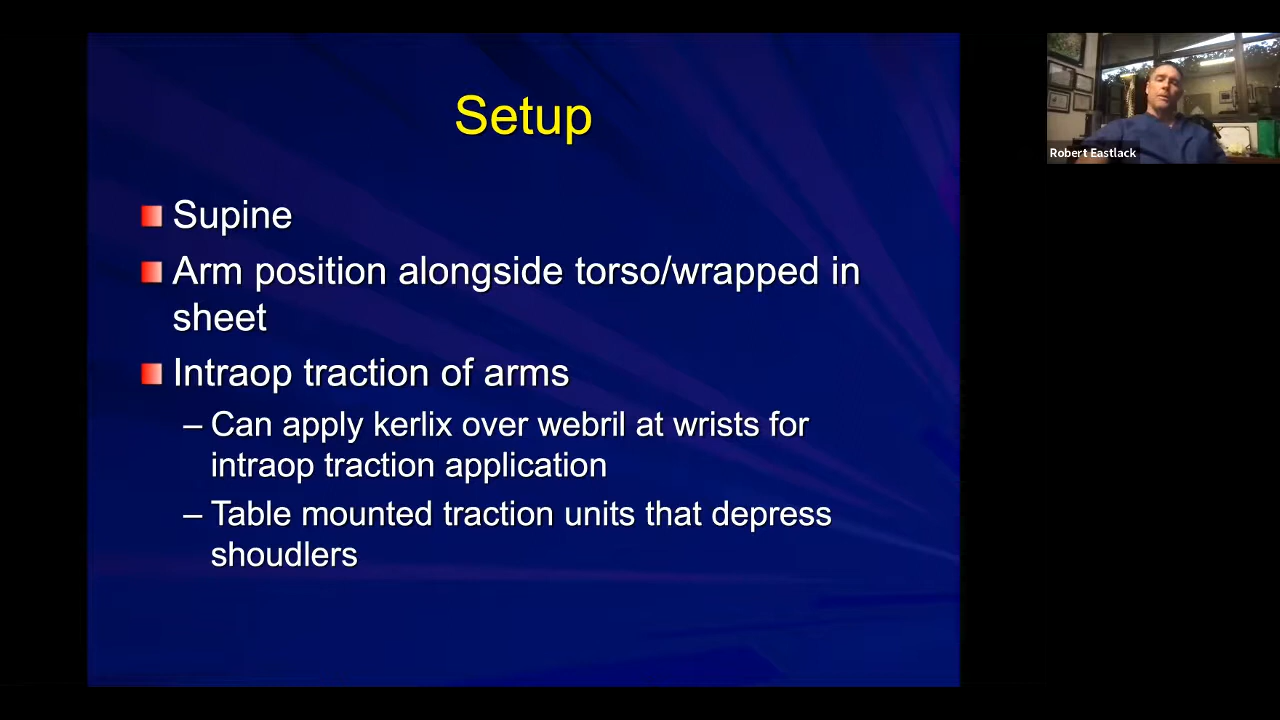 Setup
Supine
Arm position alongside torso/wrapped in
sheet
Intraop traction of arms
– Can apply kerlix over webril at wrists for
intraop traction application
– Table mounted traction units that depress
shoudlers
Robert Eastlack